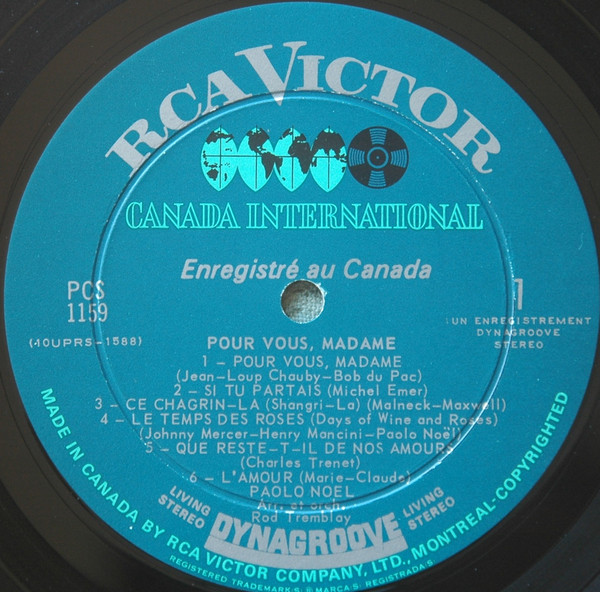 RCA VICTOR
CANADA INTERNATIONAL
Enregistré au Canada
PCS
1159
1
(40UPRS-1588)
UN ENREGISTREMENT
DYNAGROOVE
STEREO
POUR VOUS, MADAME
1 – POUR VOUS, MADAME
(Jean-Loup Chauby-Bob du Pac)
2 – SI TU PARTAIS (Michel Emer)
3 – CE CHAGRIN-LA (Shangri-La) (Malneck-Maxwell)
4 – LE TEMPS DES ROSES (Days of Wine and Roses)
(Johnny Mercer-Henry Mancini-Paolo Noël)
5 – QUE RESTE-T-IL DE NOS AMOURS
(Charles Trenet)
6 – L'AMOUR (Marie-Claude)
PAOLO NOEL
Arr. et orch.
Rod Tremblay
LIVING
STEREO
DYNAGROOVE
LIVING
STEREO
MADE IN CANADA BY RCA VICTOR COMPANY, LTD., MONTREAL-COPYRIGHTED
REGISTERED TRADEMARK(S) MARCA(S) REGISTRADA(S)